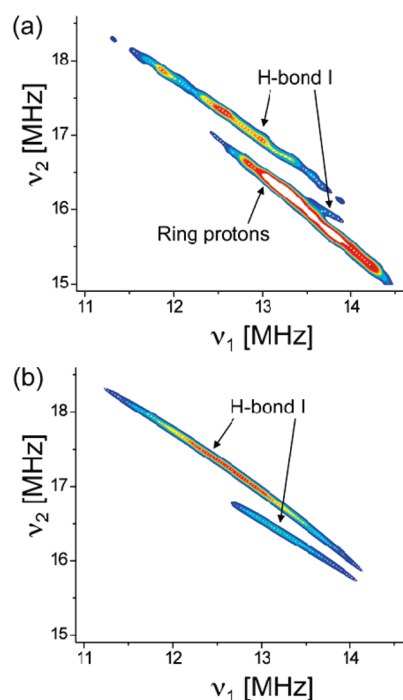 (a)
18
H-bond I
17
ν2 [MHz]
16
Ring protons
15
11 12 13 14
ν1 [MHz]
(b)
18
H-bond I
17
ν2 [MHz]
16
15
11 12 13 14
ν1 [MHz]